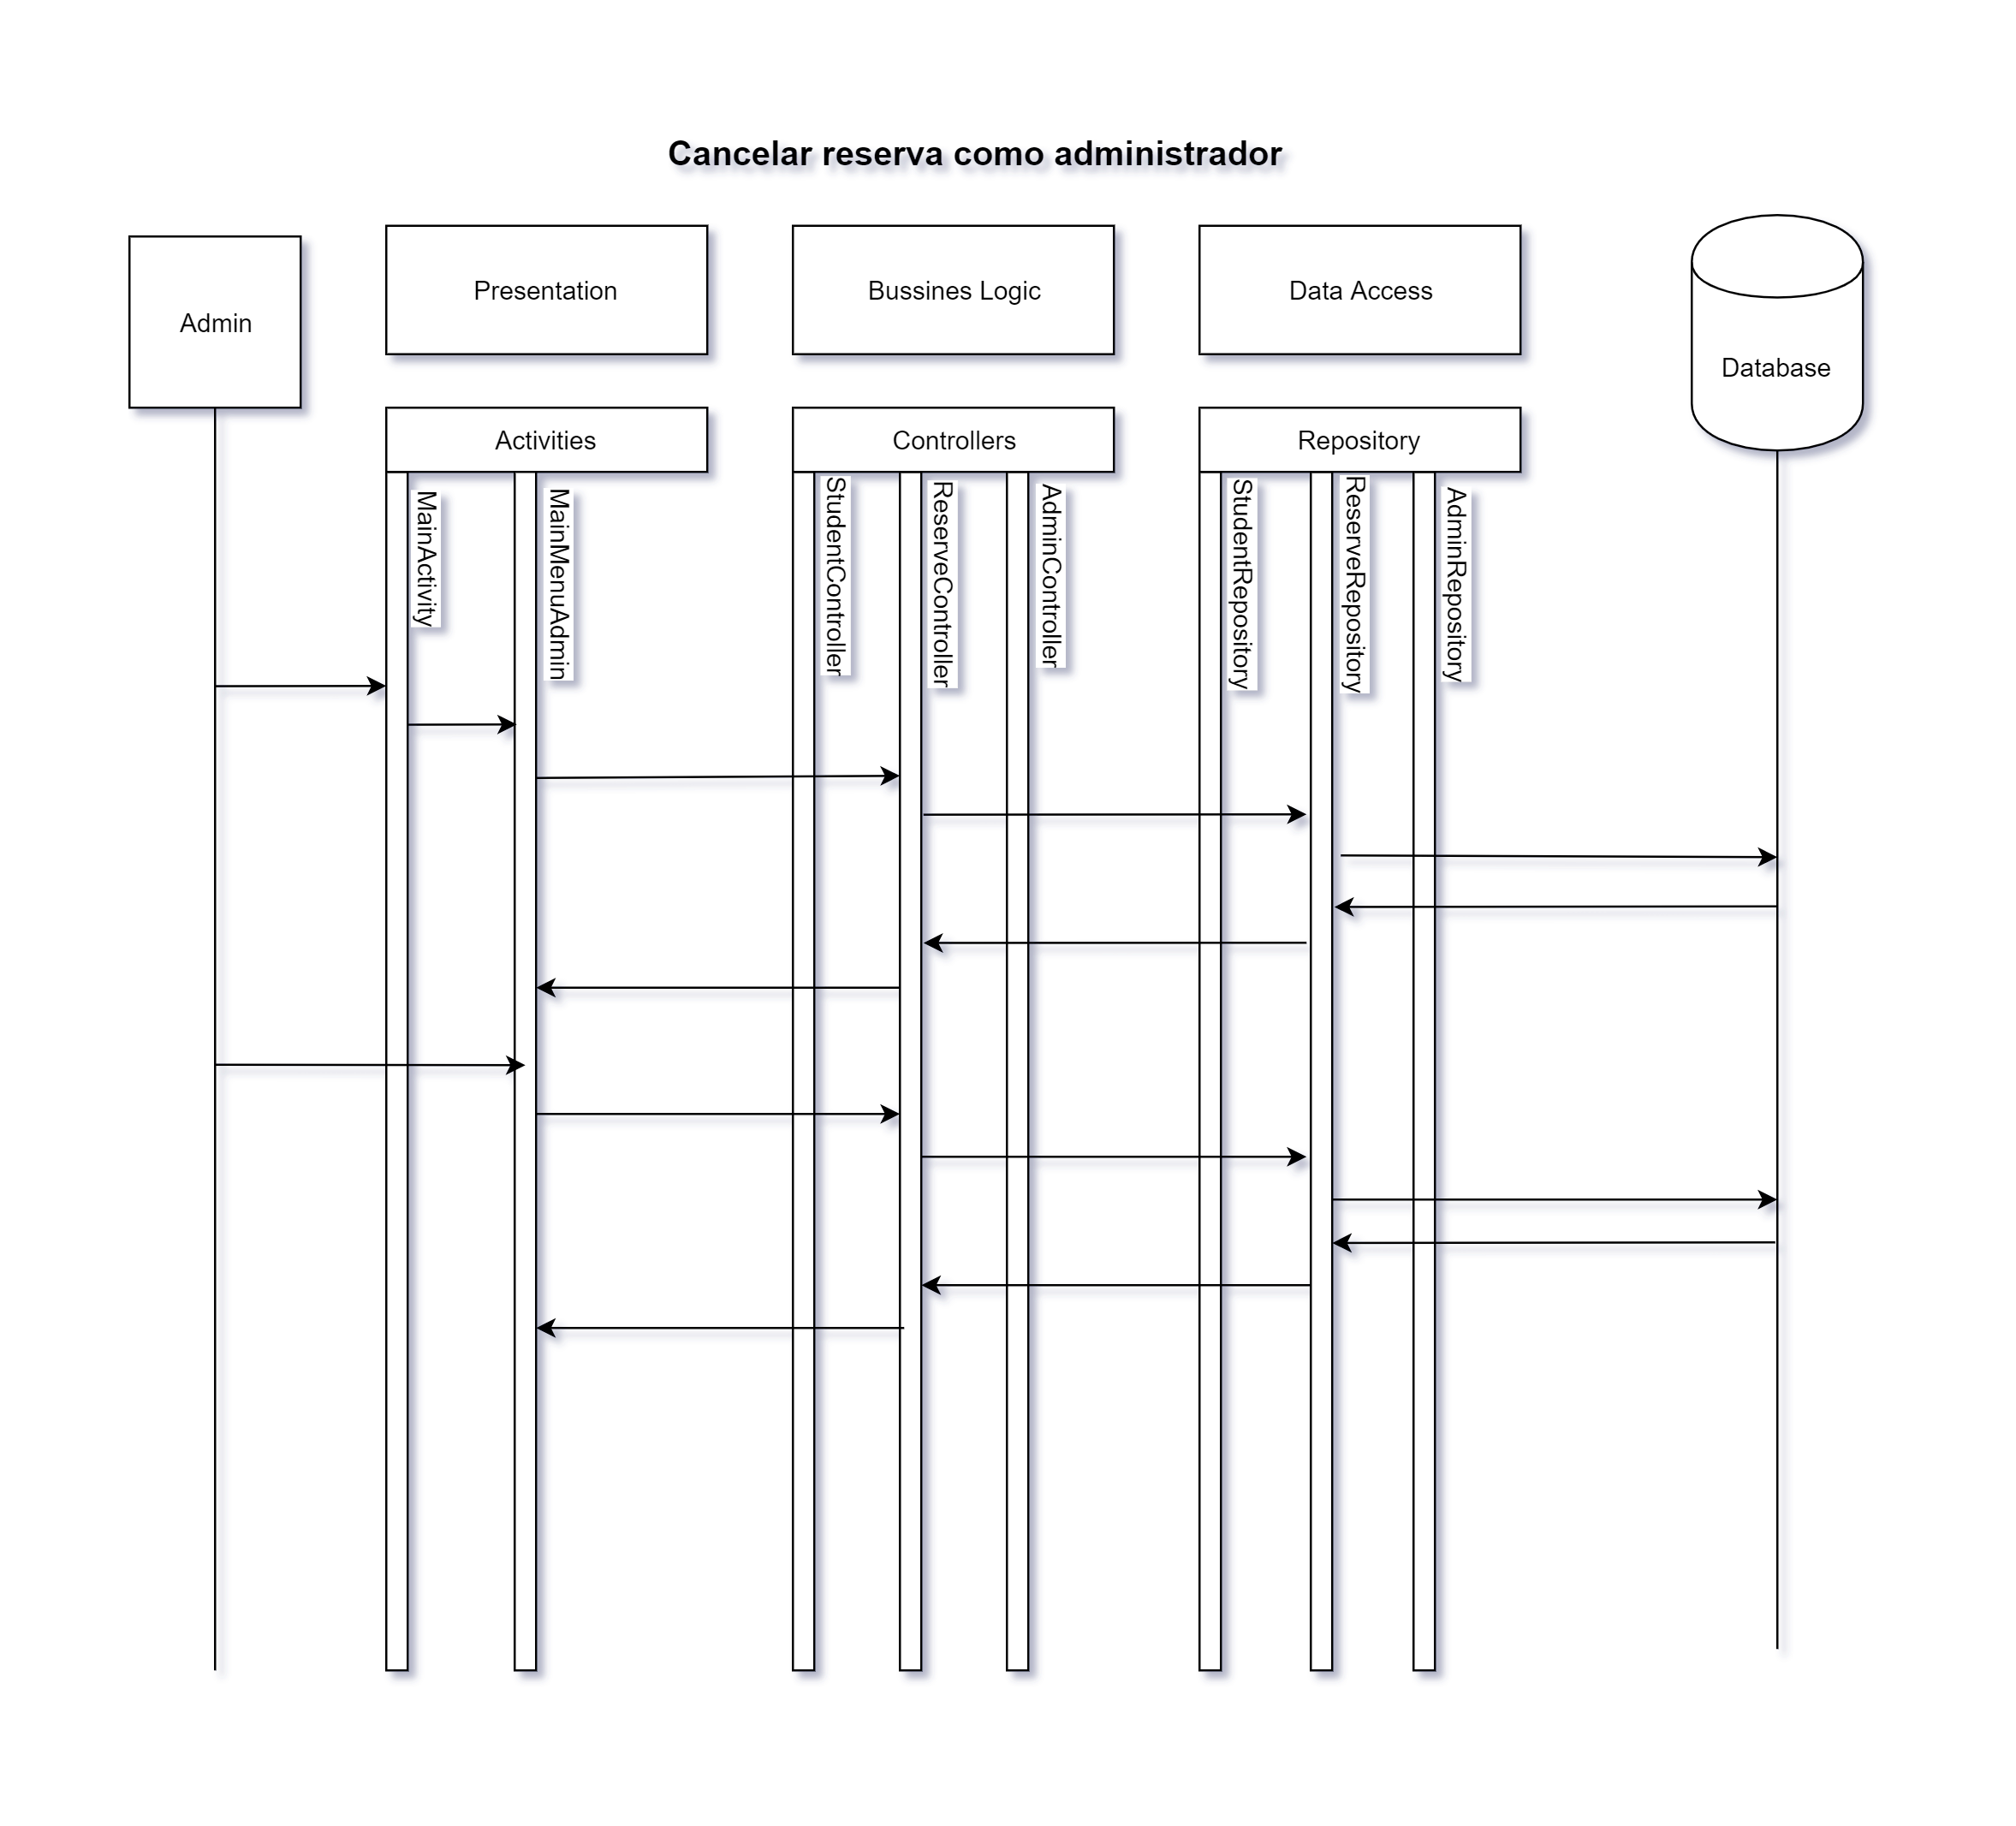 Cancelar reserva como administrador
Admin
Presentation
Bussines Logic
Data Access
Database
Activities
Controllers
Repository
MainActivity
MainMenuAdmin
StudentController
ReserveController
AdminController
StudentRepository
ReserveRepository
AdminRepository